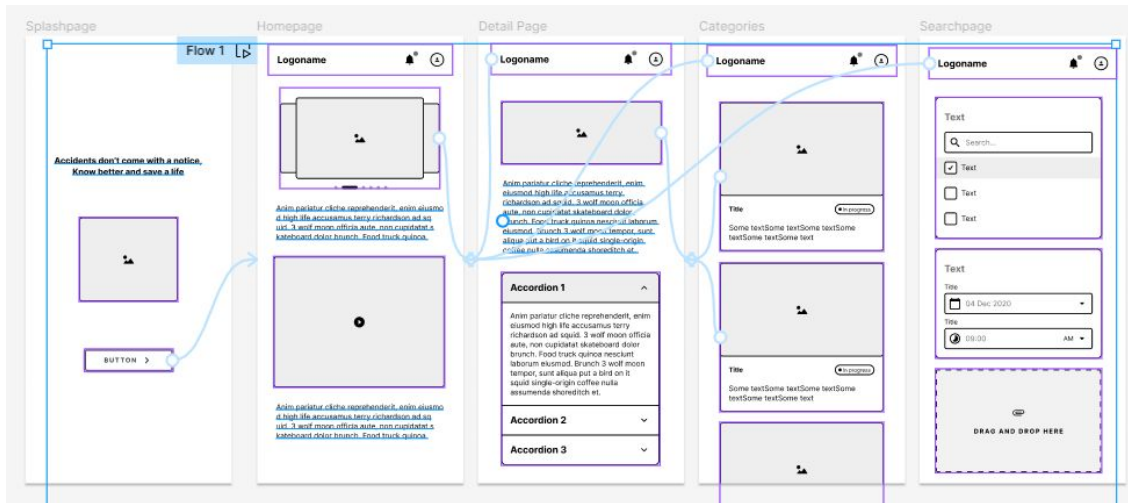 Splashpage
Homepage
Detail Page
Categories
Searchpage
Flow 1
Accidents don't come with a notice,
Know better and save a life
BUTTON
Logoname
Anim pariatur cliche reprehenderit, enim eiusmo
d high life accusamus terry richardson ad sq
uid. 3 wolf moon officia aute, non cupidatat s
kateboard dolor brunch. Food truck quinoa.
Anim pariatur cliche reprehenderit, enim eiusmo
d high life accusamus terry richardson ad sq
uid. 3 wolf moon officia aute, non cupidatat s
kateboard dolor brunch. Food truck quinoa.
Logoname
Anim pariatur cliche reprehenderit, enim
eiusmod high life accusamus terry
richardson ad squid. 3 wolf moon officia
aute, non cupidatat skateboard dolor
brunch. Food truck quinoa nesciunt laborum
eiusmod. Brunch 3 wolf moon tempor, sunt
aliqua put a bird on it squid single-origin
coffee nulla assumenda shoreditch et.
Accordion 1
Anim pariatur cliche reprehenderit, enim
eiusmod high life accusamus terry
richardson ad squid. 3 wolf moon officia
aute, non cupidatat skateboard dolor
brunch. Food truck quinoa nesciunt
laborum eiusmod. Brunch 3 wolf moon
tempor, sunt aliqua put a bird on it
squid single-origin coffee nulla
assumenda shoreditch et.
Accordion 2
Accordion 3
Logoname
Title
In progress
Some textSome textSome textSome
textSome textSome text
Title
In progress
Some textSome textSome textSome
textSome textSome text
Logoname
Text
Search...
Text
Text
Text
Text
Title
04 Dec 2020
Title
09:00
AM
DRAG AND DROP HERE